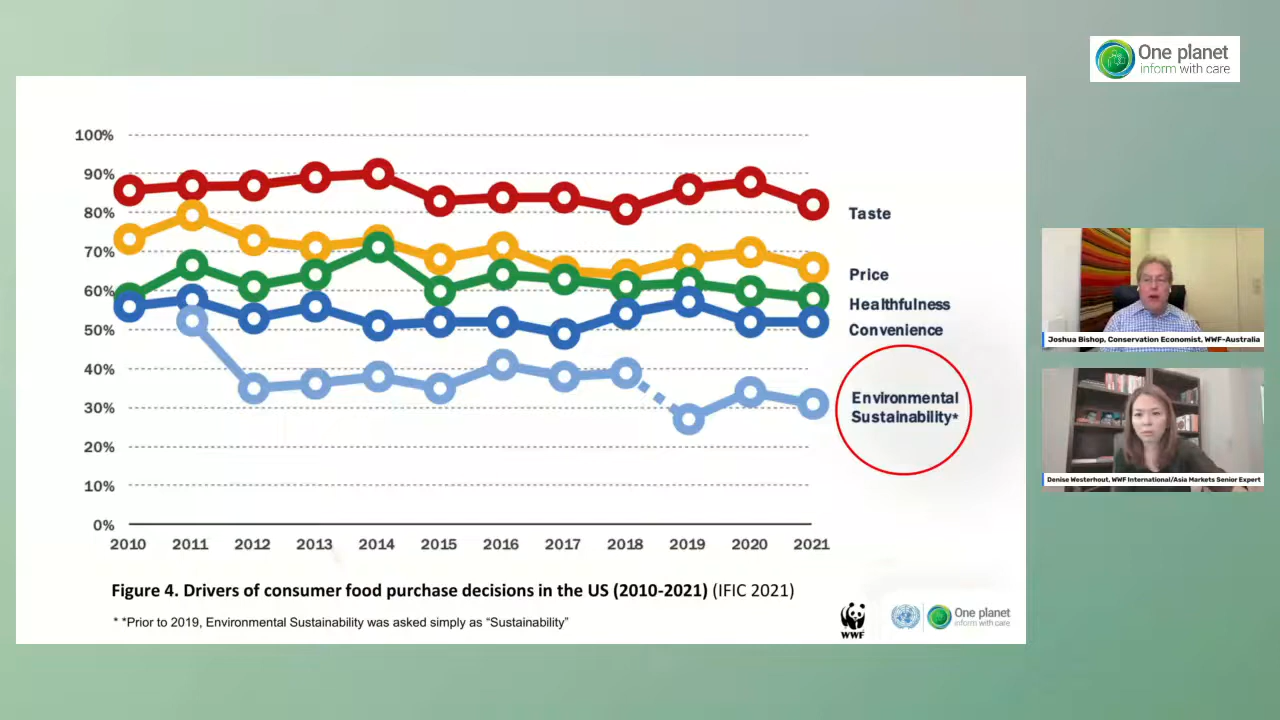 One planet
inform with care
100%
90%
80%
70%
60%
50%
40%
30%
20%
10%
0%
2010 2011 2012 2013 2014 2015 2016 2017 2018 2019 2020 2021
Taste
Price
Healthfulness
Convenience
Environmental
Sustainability*
Figure 4. Drivers of consumer food purchase decisions in the US (2010-2021) (IFIC 2021)
* *Prior to 2019, Environmental Sustainability was asked simply as “Sustainability”
WWF
One planet
inform with care
Joshua Bishop, Conservation Economist, WWF-Australia
Denise Westerhout, WWF International/Asia Markets Senior Expert